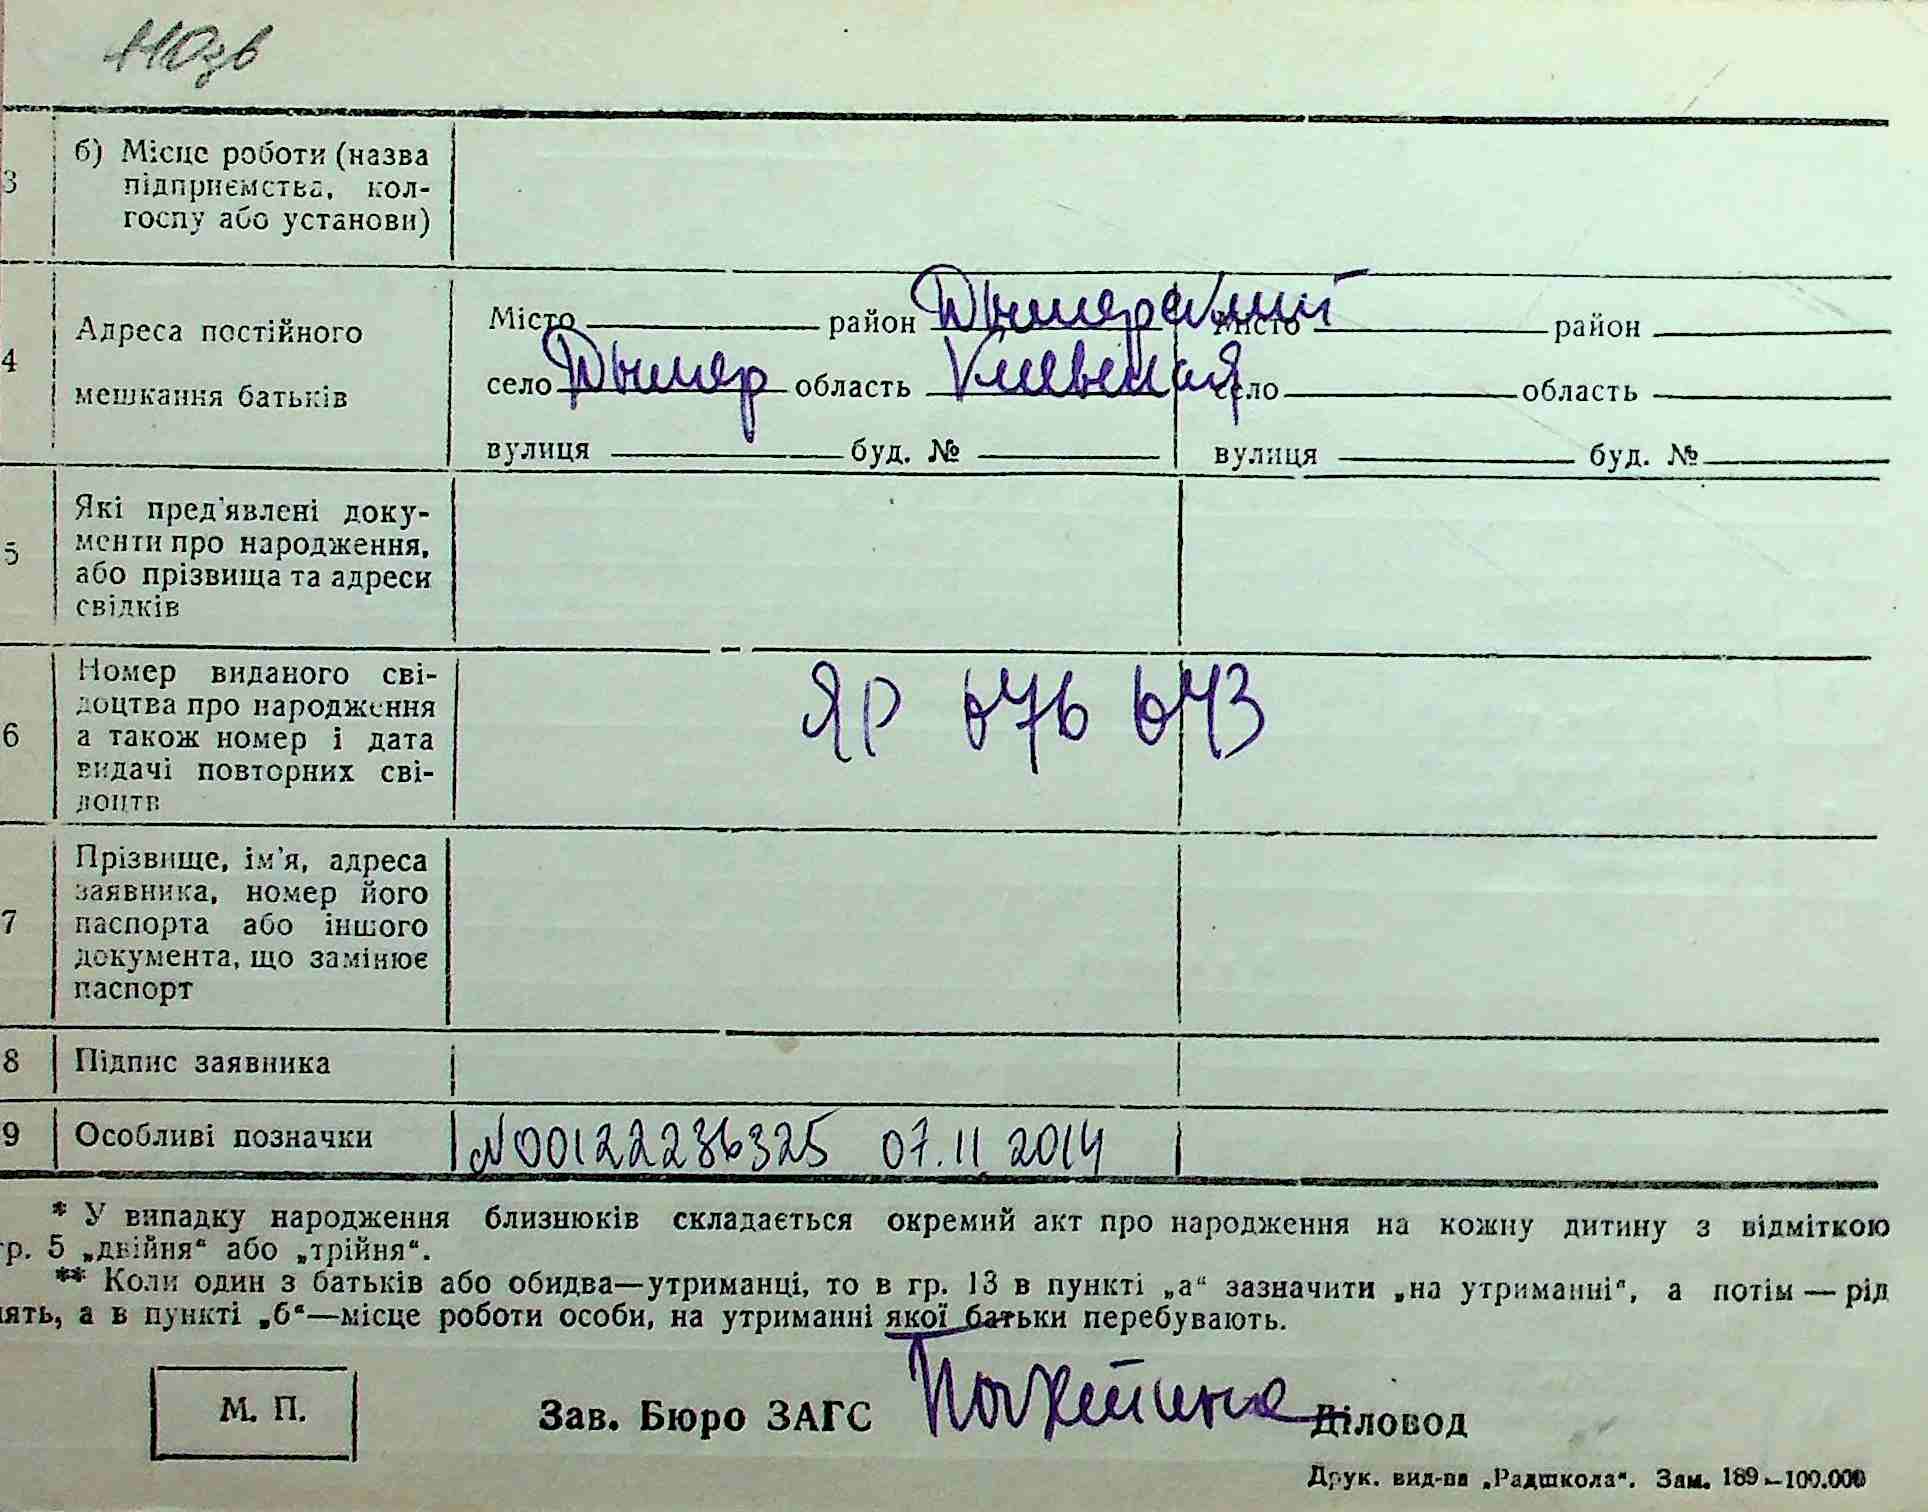 3 б) Місце роботи (назва
підприємства, кол-
госпу або установи)
Місто район Дымерский Місто район
4 Адреса постійного
мешкання батьків
село Дымер область Киевская село область
вулиця буд. № вулиця буд. №
5 Які пред'явлені доку-
менти про народження,
або прізвища та адреси
свідків
6 Номер виданого сві-
доцтва про народження
а також номер і дата
видачі повторних сві-
доцтв
ЯР 676 643
7 Прізвище, ім'я, адреса
заявника, номер його
паспорта або іншого
документа, що замінює
паспорт
8 Підпис заявника
9 Особливі позначки N00122236325 07.11.2014
* У випадку народження близнюків складається окремий акт про народження на кожну дитину з відміткою
гр. 5 „двійня“ або „трійня“.
** Коли один з батьків або обидва—утриманці, то в гр. 13 в пункті „а“ зазначити „на утриманні“, а потім — рід
нять, а в пункті „б“—місце роботи особи, на утриманні якої батьки перебувають.
М. П. Зав. Бюро ЗАГС Діловод
Друк. вид-ва „Радшкола“. Зам. 189—100.000